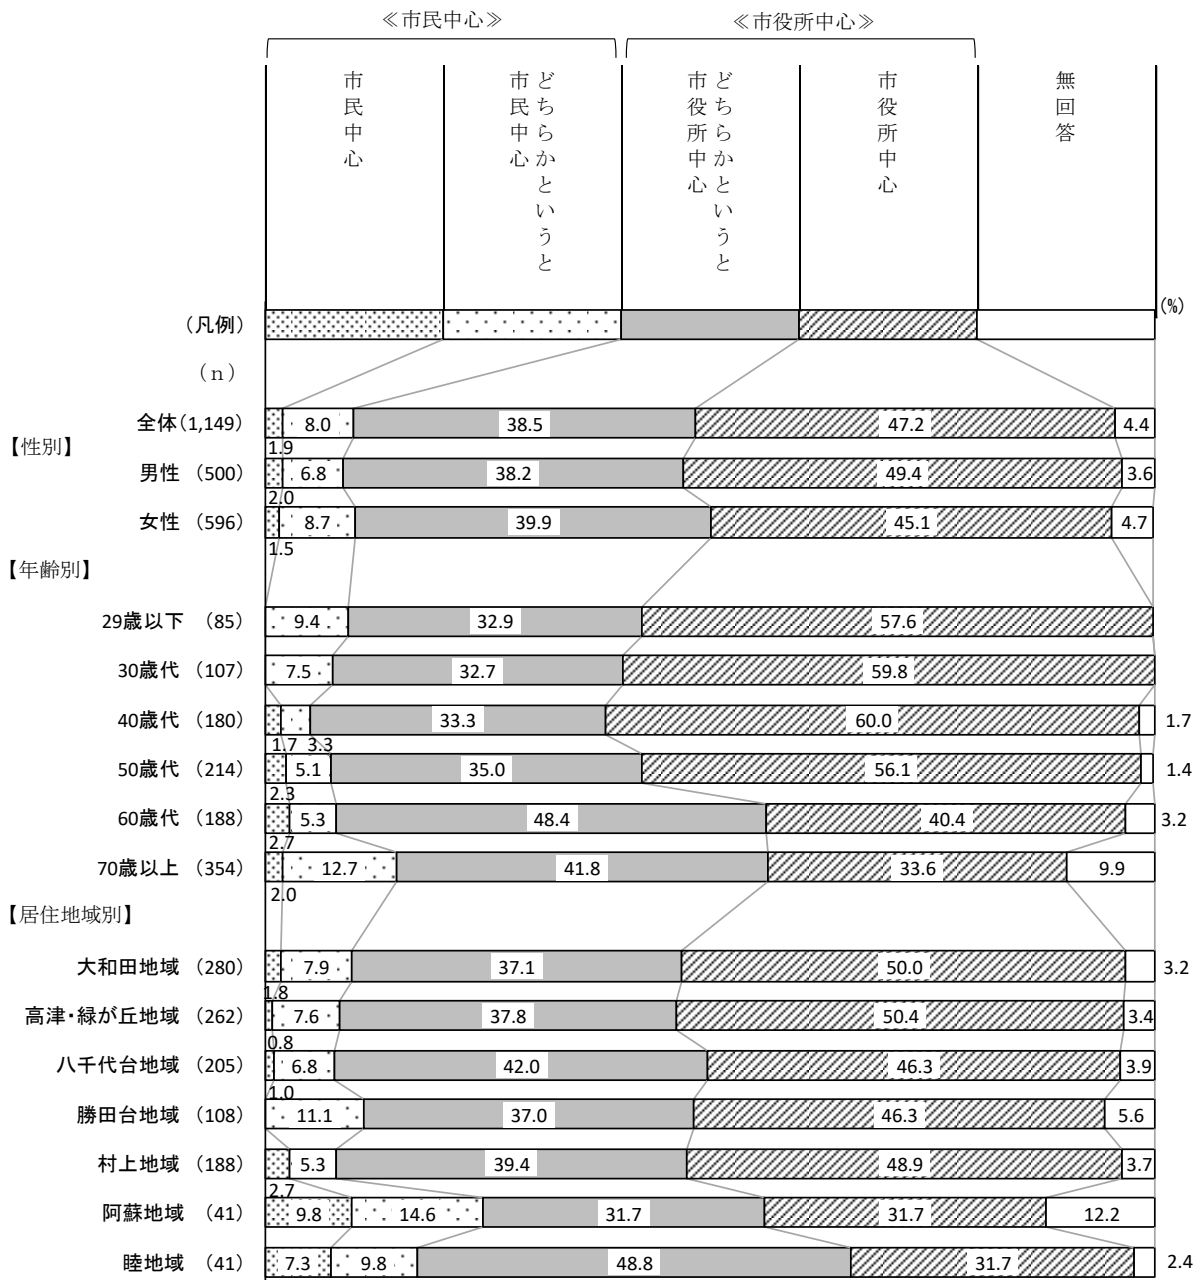 ≪市民中心≫ ≪市役所中心≫
市民中心
どちらかというと
市民中心
どちらかというと
市役所中心
市役所中心
無回答
(%)
(凡例)
(n)
全体(1,149) 8.0 38.5 47.2 4.4
1.9
【性別】
男性 (500) 6.8 38.2 49.4 3.6
2.0
女性 (596) 8.7 39.9 45.1 4.7
1.5
【年齢別】
29歳以下 (85) 9.4 32.9 57.6
30歳代 (107) 7.5 32.7 59.8
40歳代 (180) 33.3 60.0 1.7
1.7 3.3
50歳代 (214) 5.1 35.0 56.1 1.4
2.3
60歳代 (188) 5.3 48.4 40.4 3.2
2.7
70歳以上 (354) 12.7 41.8 33.6 9.9
2.0
【居住地域別】
大和田地域 (280) 7.9 37.1 50.0 3.2
1.8
高津・緑が丘地域 (262) 7.6 37.8 50.4 3.4
0.8
八千代台地域 (205) 6.8 42.0 46.3 3.9
1.0
勝田台地域 (108) 11.1 37.0 46.3 5.6
村上地域 (188) 5.3 39.4 48.9 3.7
2.7
阿蘇地域 (41) 9.8 14.6 31.7 31.7 12.2
睦地域 (41) 7.3 9.8 48.8 31.7 2.4